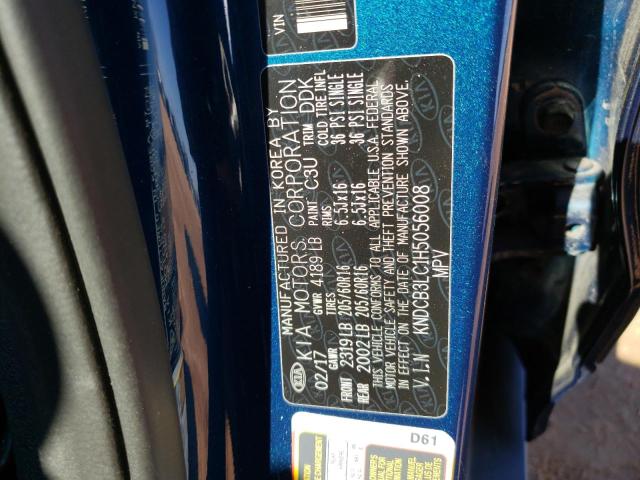 VIN
MANUFACTURED IN KOREA BY
KIA MOTORS CORPORATION
02/17 GVWR 4189 LB PAINT C3U TRIM DDK
GAWR TIRES RIMS COLD TIRE INFL
FRONT 2319 LB 205/60R16 6.5Jx16 36 PSI SINGLE
REAR 2002 LB 205/60R16 6.5Jx16 36 PSI SINGLE
THIS VEHICLE CONFORMS TO ALL APPLICABLE U.S.A. FEDERAL
MOTOR VEHICLE SAFETY AND THEFT PREVENTION STANDARDS
IN EFFECT ON THE DATE OF MANUFACTURE SHOWN ABOVE.
V.I.N KNDCB3LC1H5056008
MPV
KIA
D61